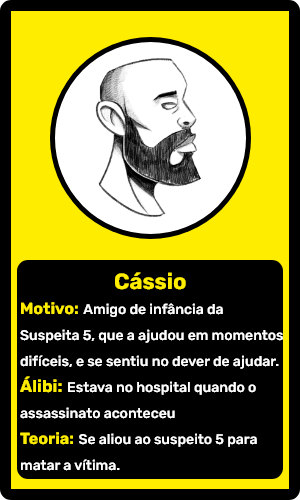 Cássio
Motivo: Amigo de infância da
Suspeita 5, que a ajudou em momentos
difíceis, e se sentiu no dever de ajudar.
Álibi: Estava no hospital quando o
assassinato aconteceu
Teoria: Se aliou ao suspeito 5 para
matar a vítima.